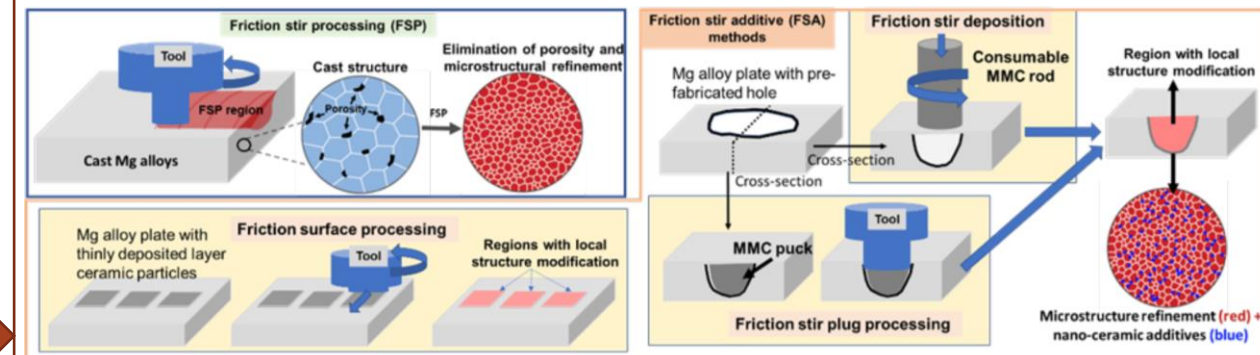 Friction stir processing (FSP)
Tool
FSP region
Cast Mg alloys
Cast structure
Porosity
FSP
Elimination of porosity and
microstructural refinement
Friction stir additive (FSA)
methods
Mg alloy plate with pre-
fabricated hole
Cross-section
Cross-section
Friction stir deposition
Consumable
MMC rod
Region with local
structure modification
Mg alloy plate with
thinly deposited layer
ceramic particles
Friction surface processing
Tool
Regions with local
structure modification
MMC puck
Tool
Friction stir plug processing
Microstructure refinement (red) +
nano-ceramic additives (blue)